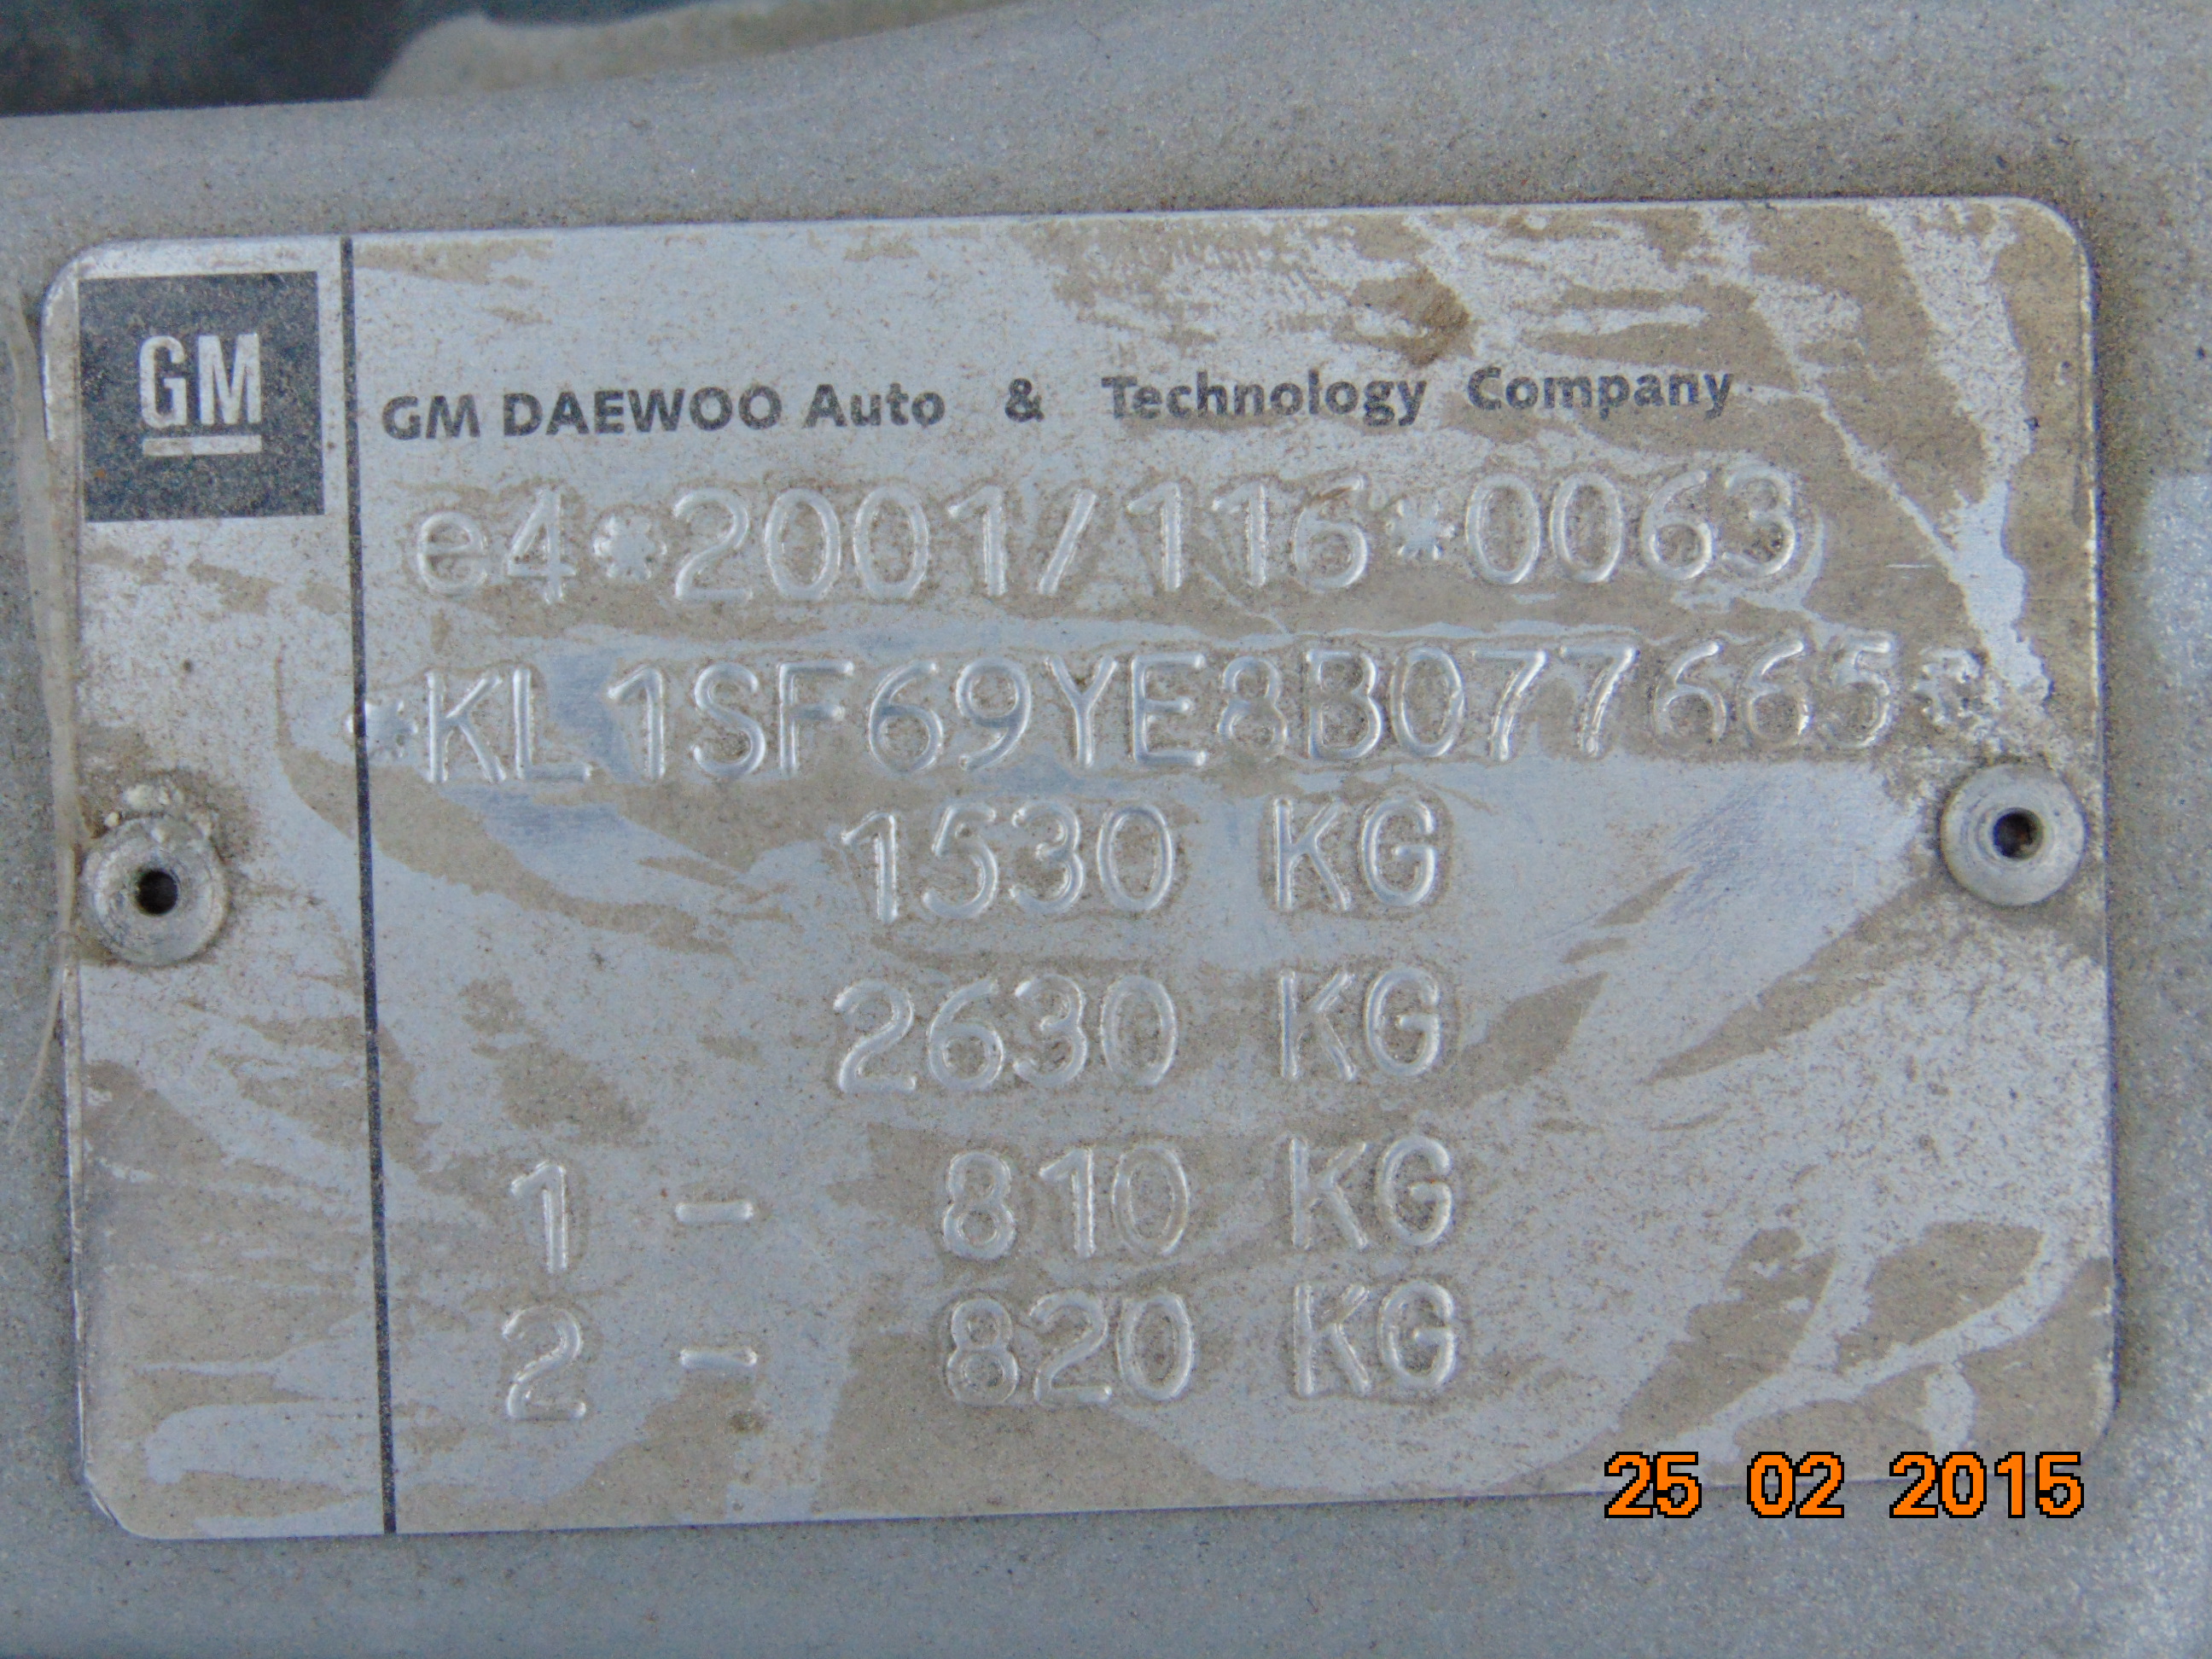 GM
GM DAEWOO Auto & Technology Company
e4*2001/116*0063
*KL1SF69YE8B077665*
1530 KG
2630 KG
1 - 810 KG
2 - 820 KG
25 02 2015